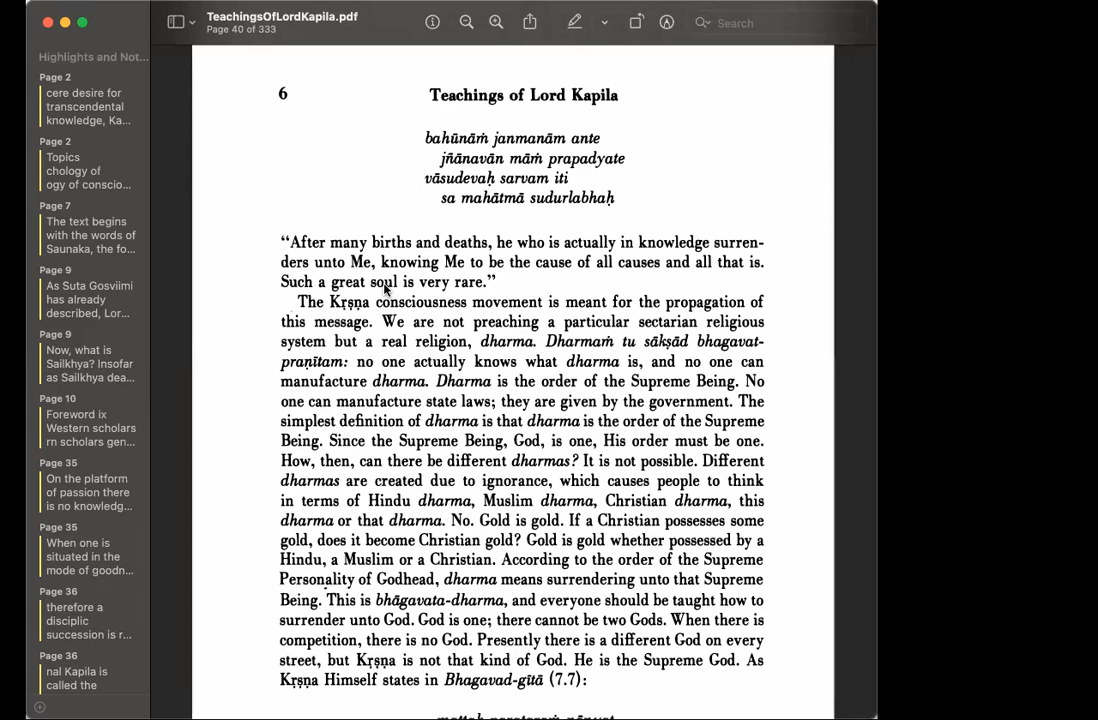 TeachingsOfLordKapila.pdf
Page 40 of 333
Search
Highlights and Not...
Page 2
cere desire for
transcendental
knowledge, Ka...
Page 2
Topics
chology of
ogy of conscio...
Page 7
The text begins
with the words of
Saunaka, the fo...
Page 9
As Suta Gosviimi
has already
described, Lor...
Page 9
Now, what is
Sailkhya? Insofar
as Sailkhya dea...
Page 10
Foreword ix
Western scholars
rn scholars gen...
Page 35
On the platform
of passion there
is no knowledg...
Page 35
When one is
situated in the
mode of goodn...
Page 36
therefore a
disciplic
succession is r...
Page 36
nal Kapila is
called the
6
Teachings of Lord Kapila
bahūnāṁ janmanām ante
jñānavān māṁ prapadyate
vāsudevaḥ sarvam iti
sa mahātmā sudurlabhaḥ
“After many births and deaths, he who is actually in knowledge surren-
ders unto Me, knowing Me to be the cause of all causes and all that is.
Such a great soul is very rare.”
The Kṛṣṇa consciousness movement is meant for the propagation of
this message. We are not preaching a particular sectarian religious
system but a real religion, dharma. Dharmaṁ tu sākṣād bhagavat-
praṇītam: no one actually knows what dharma is, and no one can
manufacture dharma. Dharma is the order of the Supreme Being. No
one can manufacture state laws; they are given by the government. The
simplest definition of dharma is that dharma is the order of the Supreme
Being. Since the Supreme Being, God, is one, His order must be one.
How, then, can there be different dharmas? It is not possible. Different
dharmas are created due to ignorance, which causes people to think
in terms of Hindu dharma, Muslim dharma, Christian dharma, this
dharma or that dharma. No. Gold is gold. If a Christian possesses some
gold, does it become Christian gold? Gold is gold whether possessed by a
Hindu, a Muslim or a Christian. According to the order of the Supreme
Personality of Godhead, dharma means surrendering unto that Supreme
Being. This is bhāgavata-dharma, and everyone should be taught how to
surrender unto God. God is one; there cannot be two Gods. When there is
competition, there is no God. Presently there is a different God on every
street, but Kṛṣṇa is not that kind of God. He is the Supreme God. As
Kṛṣṇa Himself states in Bhagavad-gītā (7.7):